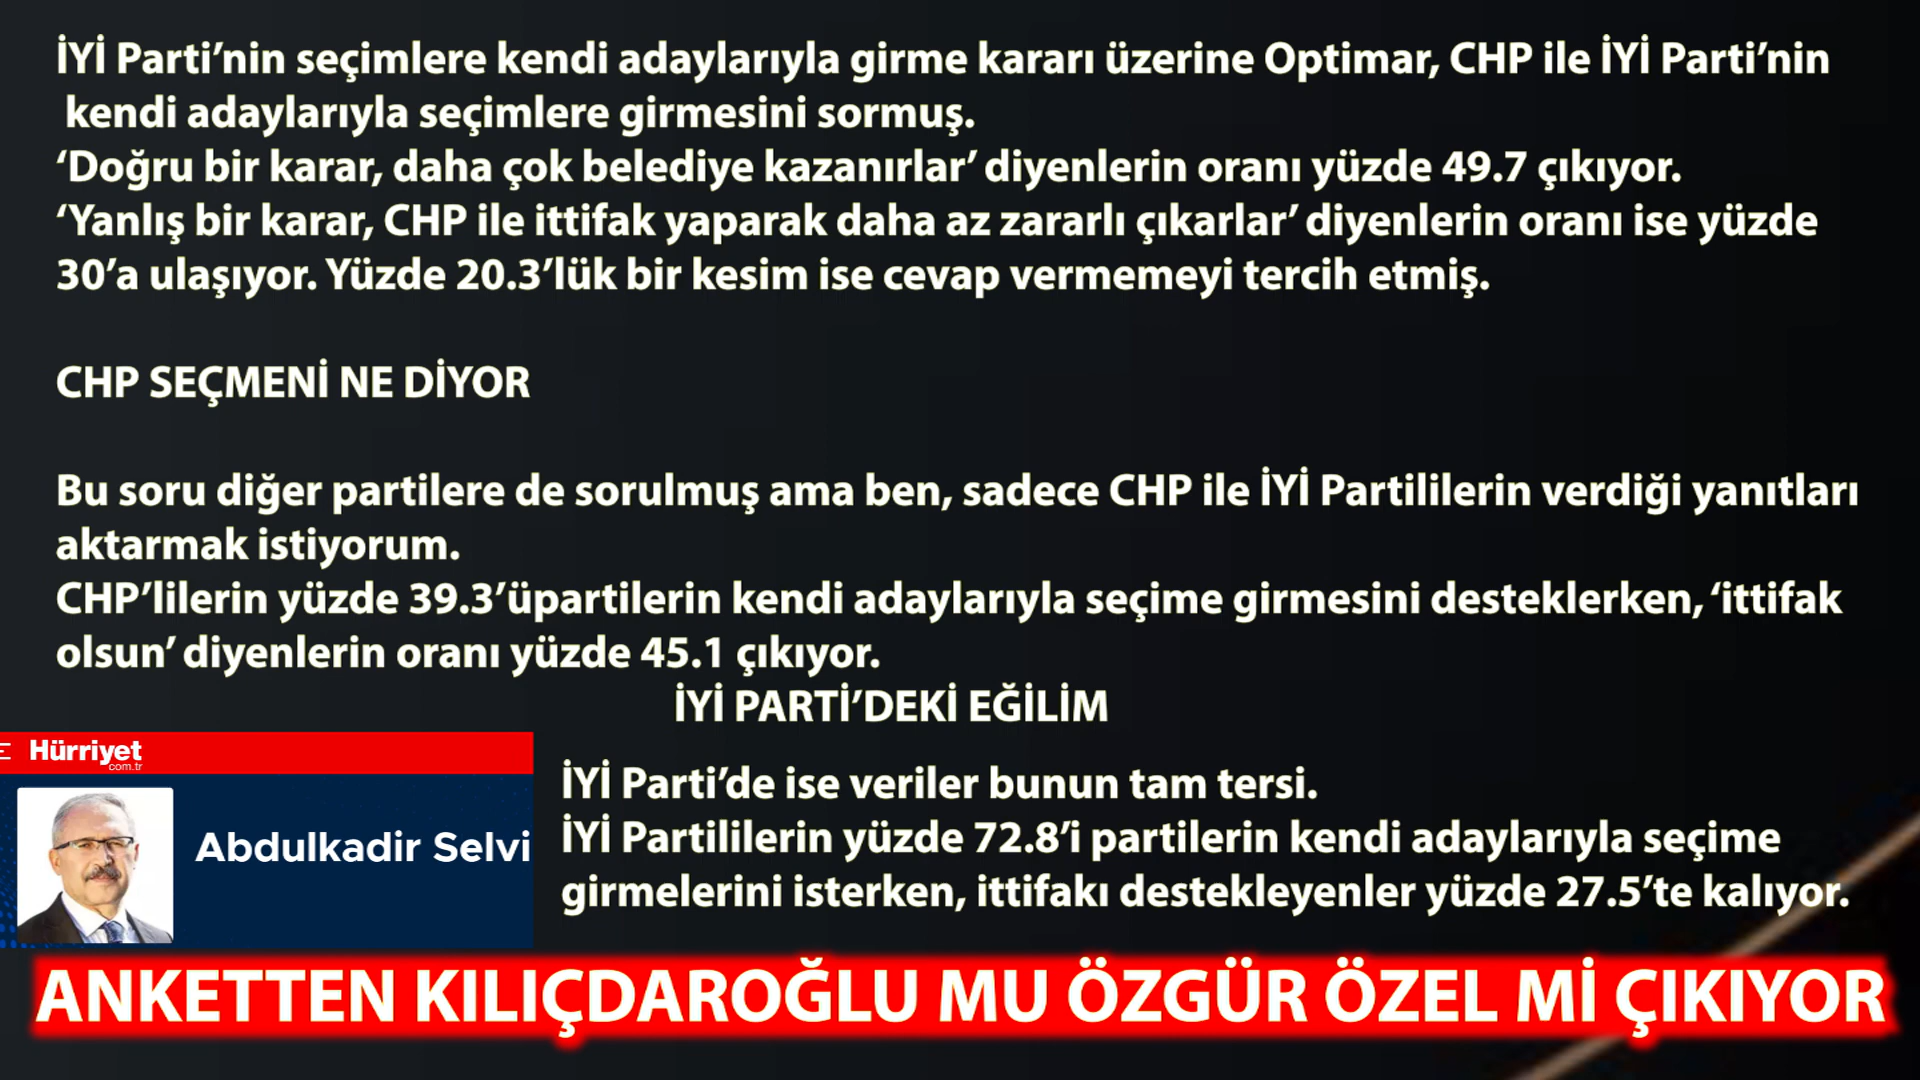 İYİ Parti’nin seçimlere kendi adaylarıyla girme kararı üzerine Optimar, CHP ile İYİ Parti’nin
kendi adaylarıyla seçimlere girmesini sormuş.
‘Doğru bir karar, daha çok belediye kazanırlar’ diyenlerin oranı yüzde 49.7 çıkıyor.
‘Yanlış bir karar, CHP ile ittifak yaparak daha az zararlı çıkarlar’ diyenlerin oranı ise yüzde
30’a ulaşıyor. Yüzde 20.3’lük bir kesim ise cevap vermemeyi tercih etmiş.
CHP SEÇMENİ NE DİYOR
Bu soru diğer partilere de sorulmuş ama ben, sadece CHP ile İYİ Partililerin verdiği yanıtları
aktarmak istiyorum.
CHP’lilerin yüzde 39.3’üpartilerin kendi adaylarıyla seçime girmesini desteklerken, ‘ittifak
olsun’ diyenlerin oranı yüzde 45.1 çıkıyor.
İYİ PARTİ’DEKİ EĞİLİM
Hürriyet
com.tr
Abdulkadir Selvi
İYİ Parti’de ise veriler bunun tam tersi.
İYİ Partililerin yüzde 72.8’i partilerin kendi adaylarıyla seçime
girmelerini isterken, ittifakı destekleyenler yüzde 27.5’te kalıyor.
ANKETTEN KILIÇDAROĞLU MU ÖZGÜR ÖZEL Mİ ÇIKIYOR